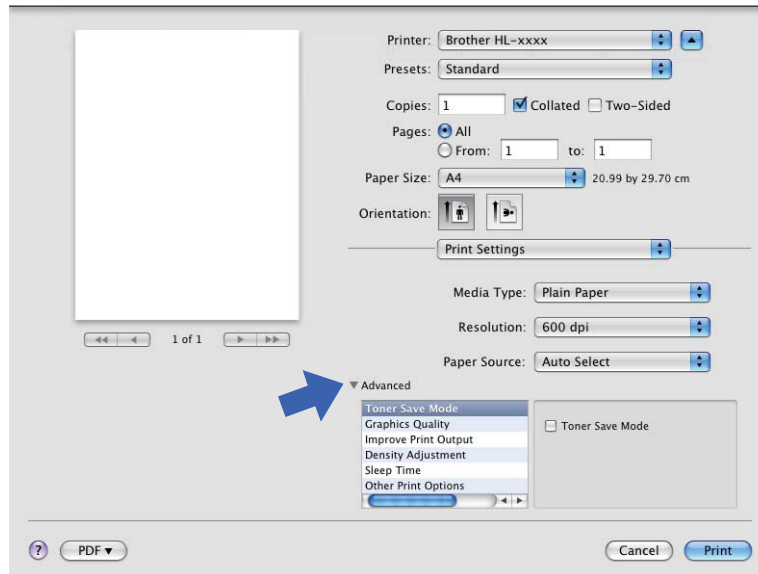 Printer: Brother HL-xxxx
Presets: Standard
Copies: 1 Collated Two-Sided
Pages: All
From: 1 to: 1
Paper Size: A4 20.99 by 29.70 cm
Orientation:
Print Settings
Media Type: Plain Paper
Resolution: 600 dpi
Paper Source: Auto Select
1 of 1
Advanced
Toner Save Mode
Graphics Quality
Improve Print Output
Density Adjustment
Sleep Time
Other Print Options
Toner Save Mode
? PDF Cancel Print